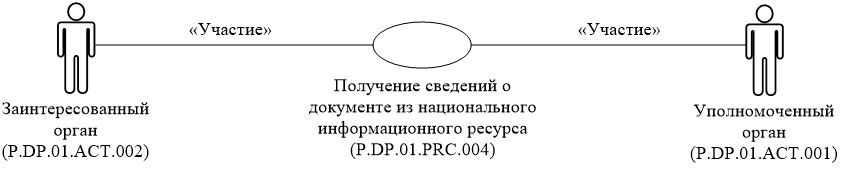 «Участие»
«Участие»
Заинтересованный
орган
(P.DP.01.ACT.002)
Получение сведений о
документе из национального
информационного ресурса
(P.DP.01.PRC.004)
Уполномоченный
орган
(P.DP.01.ACT.001)